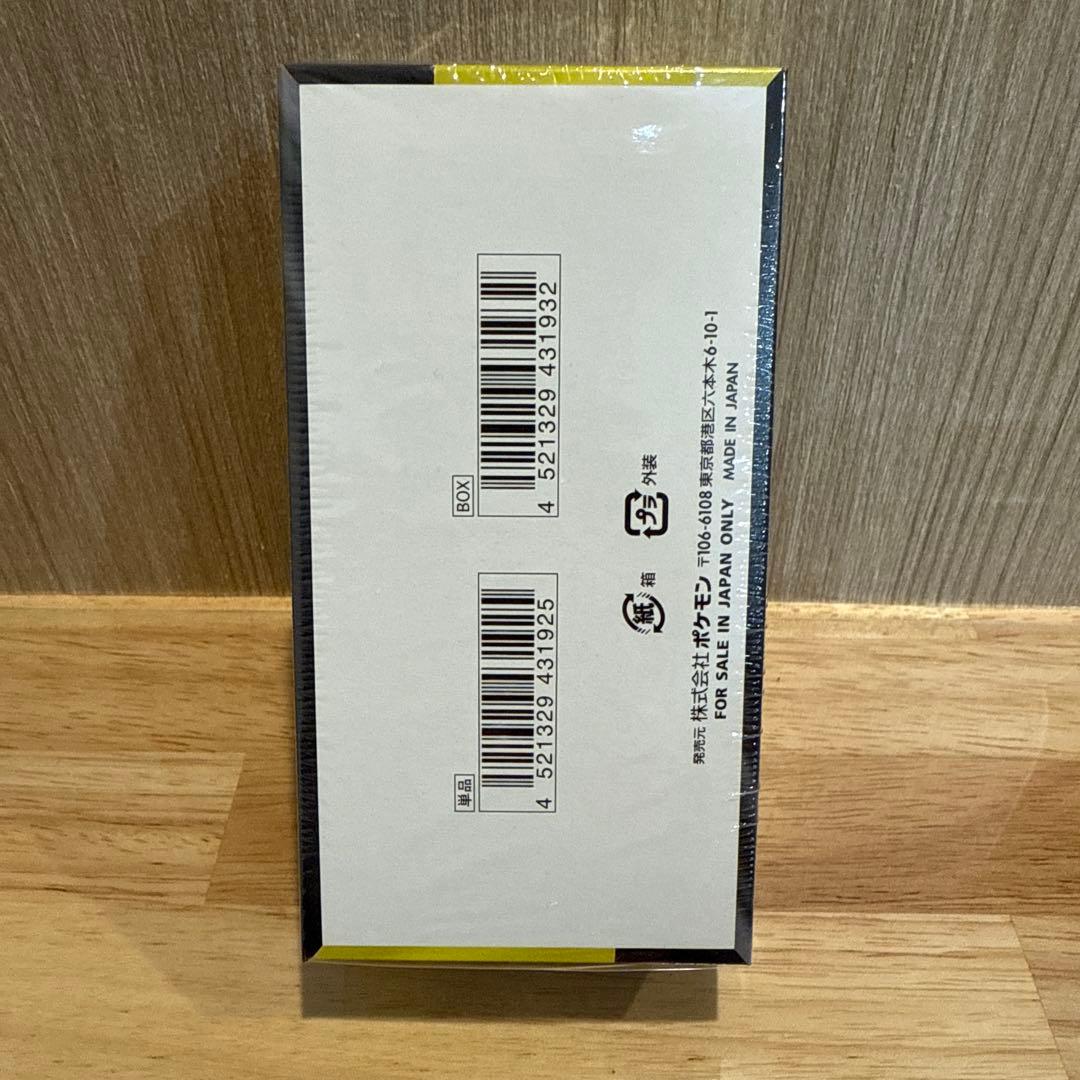 単品
4 521329 431925
BOX
4 521329 431932
紙 箱
プラ 外装
発売元 株式会社 ポケモン 〒106-6108 東京都港区六本木6-10-1
FOR SALE IN JAPAN ONLY MADE IN JAPAN